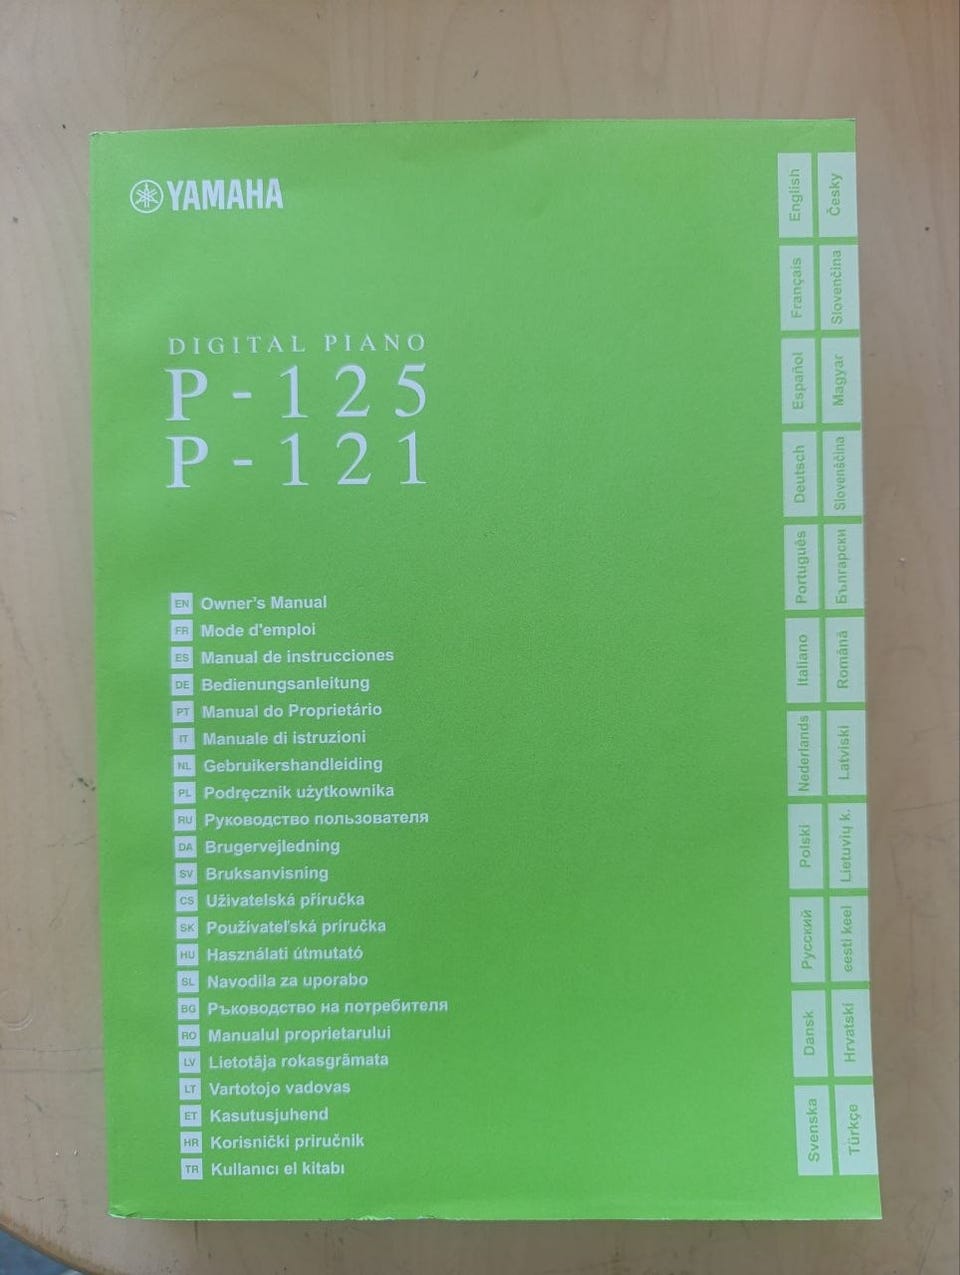 YAMAHA
DIGITAL PIANO
P-125
P-121
EN Owner's Manual
FR Mode d'emploi
ES Manual de instrucciones
DE Bedienungsanleitung
PT Manual do Proprietário
IT Manuale di istruzioni
NL Gebruikershandleiding
PL Podręcznik użytkownika
RU Руководство пользователя
DA Brugervejledning
SV Bruksanvisning
CS Uživatelská příručka
SK Používateľská príručka
HU Használati útmutató
SL Navodila za uporabo
BG Ръководство на потребителя
RO Manualul proprietarului
LV Lietotāja rokasgrāmata
LT Vartotojo vadovas
ET Kasutusjuhend
HR Korisnički priručnik
TR Kullanıcı el kitabı
English
Français
Español
Deutsch
Português
Italiano
Nederlands
Polski
Русский
Dansk
Svenska
Česky
Slovenčina
Magyar
Slovenščina
Български
Română
Latviski
Lietuvių k.
eesti keel
Hrvatski
Türkçe